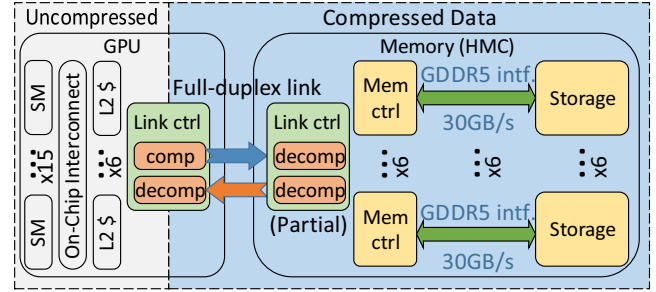 Uncompressed
Compressed Data
GPU
Memory (HMC)
SM
On-Chip Interconnect
L2 $
Full-duplex link
Link ctrl
comp
decomp
Link ctrl
decomp
decomp
(Partial)
Mem
ctrl
GDDR5 intf.
30GB/s
Storage
... x15
... x6
... x6
... x6
... x6
SM
L2 $
Mem
ctrl
GDDR5 intf.
30GB/s
Storage